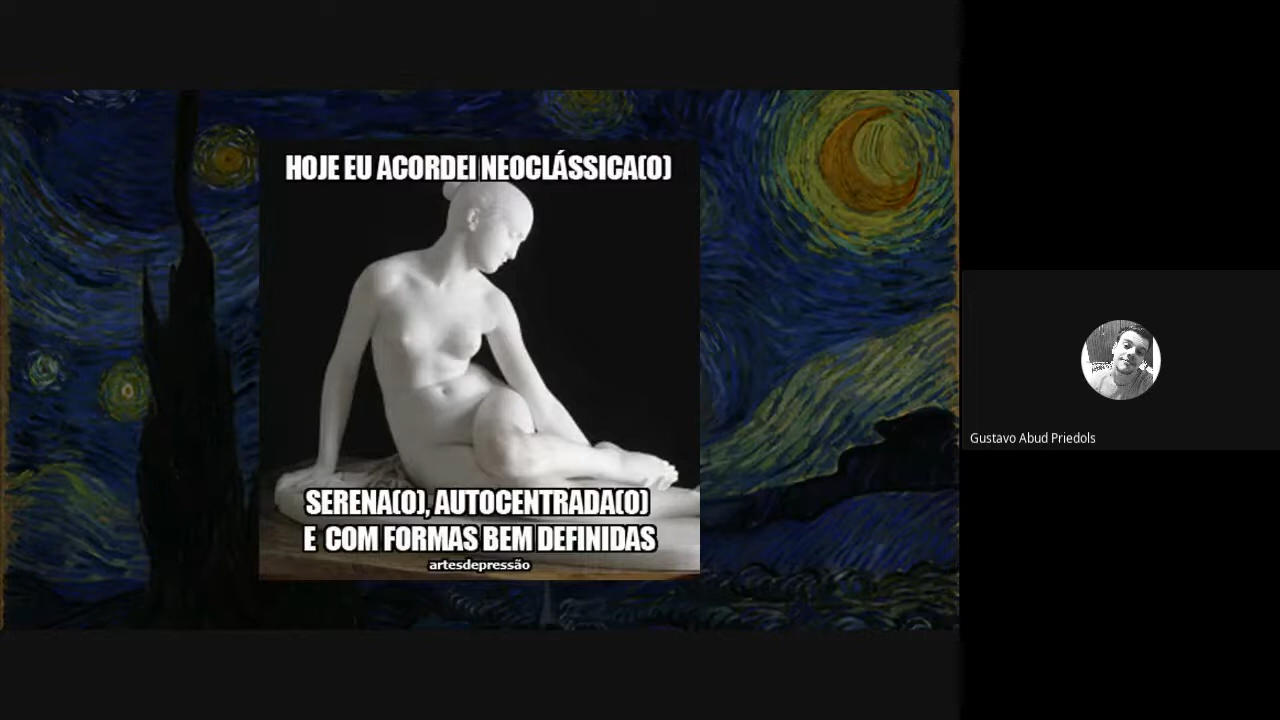 HOJE EU ACORDEI NEOCLÁSSICA(O)
SERENA(O), AUTOCENTRADA(O)
E COM FORMAS BEM DEFINIDAS
artesdepressão
Gustavo Abud Priedols